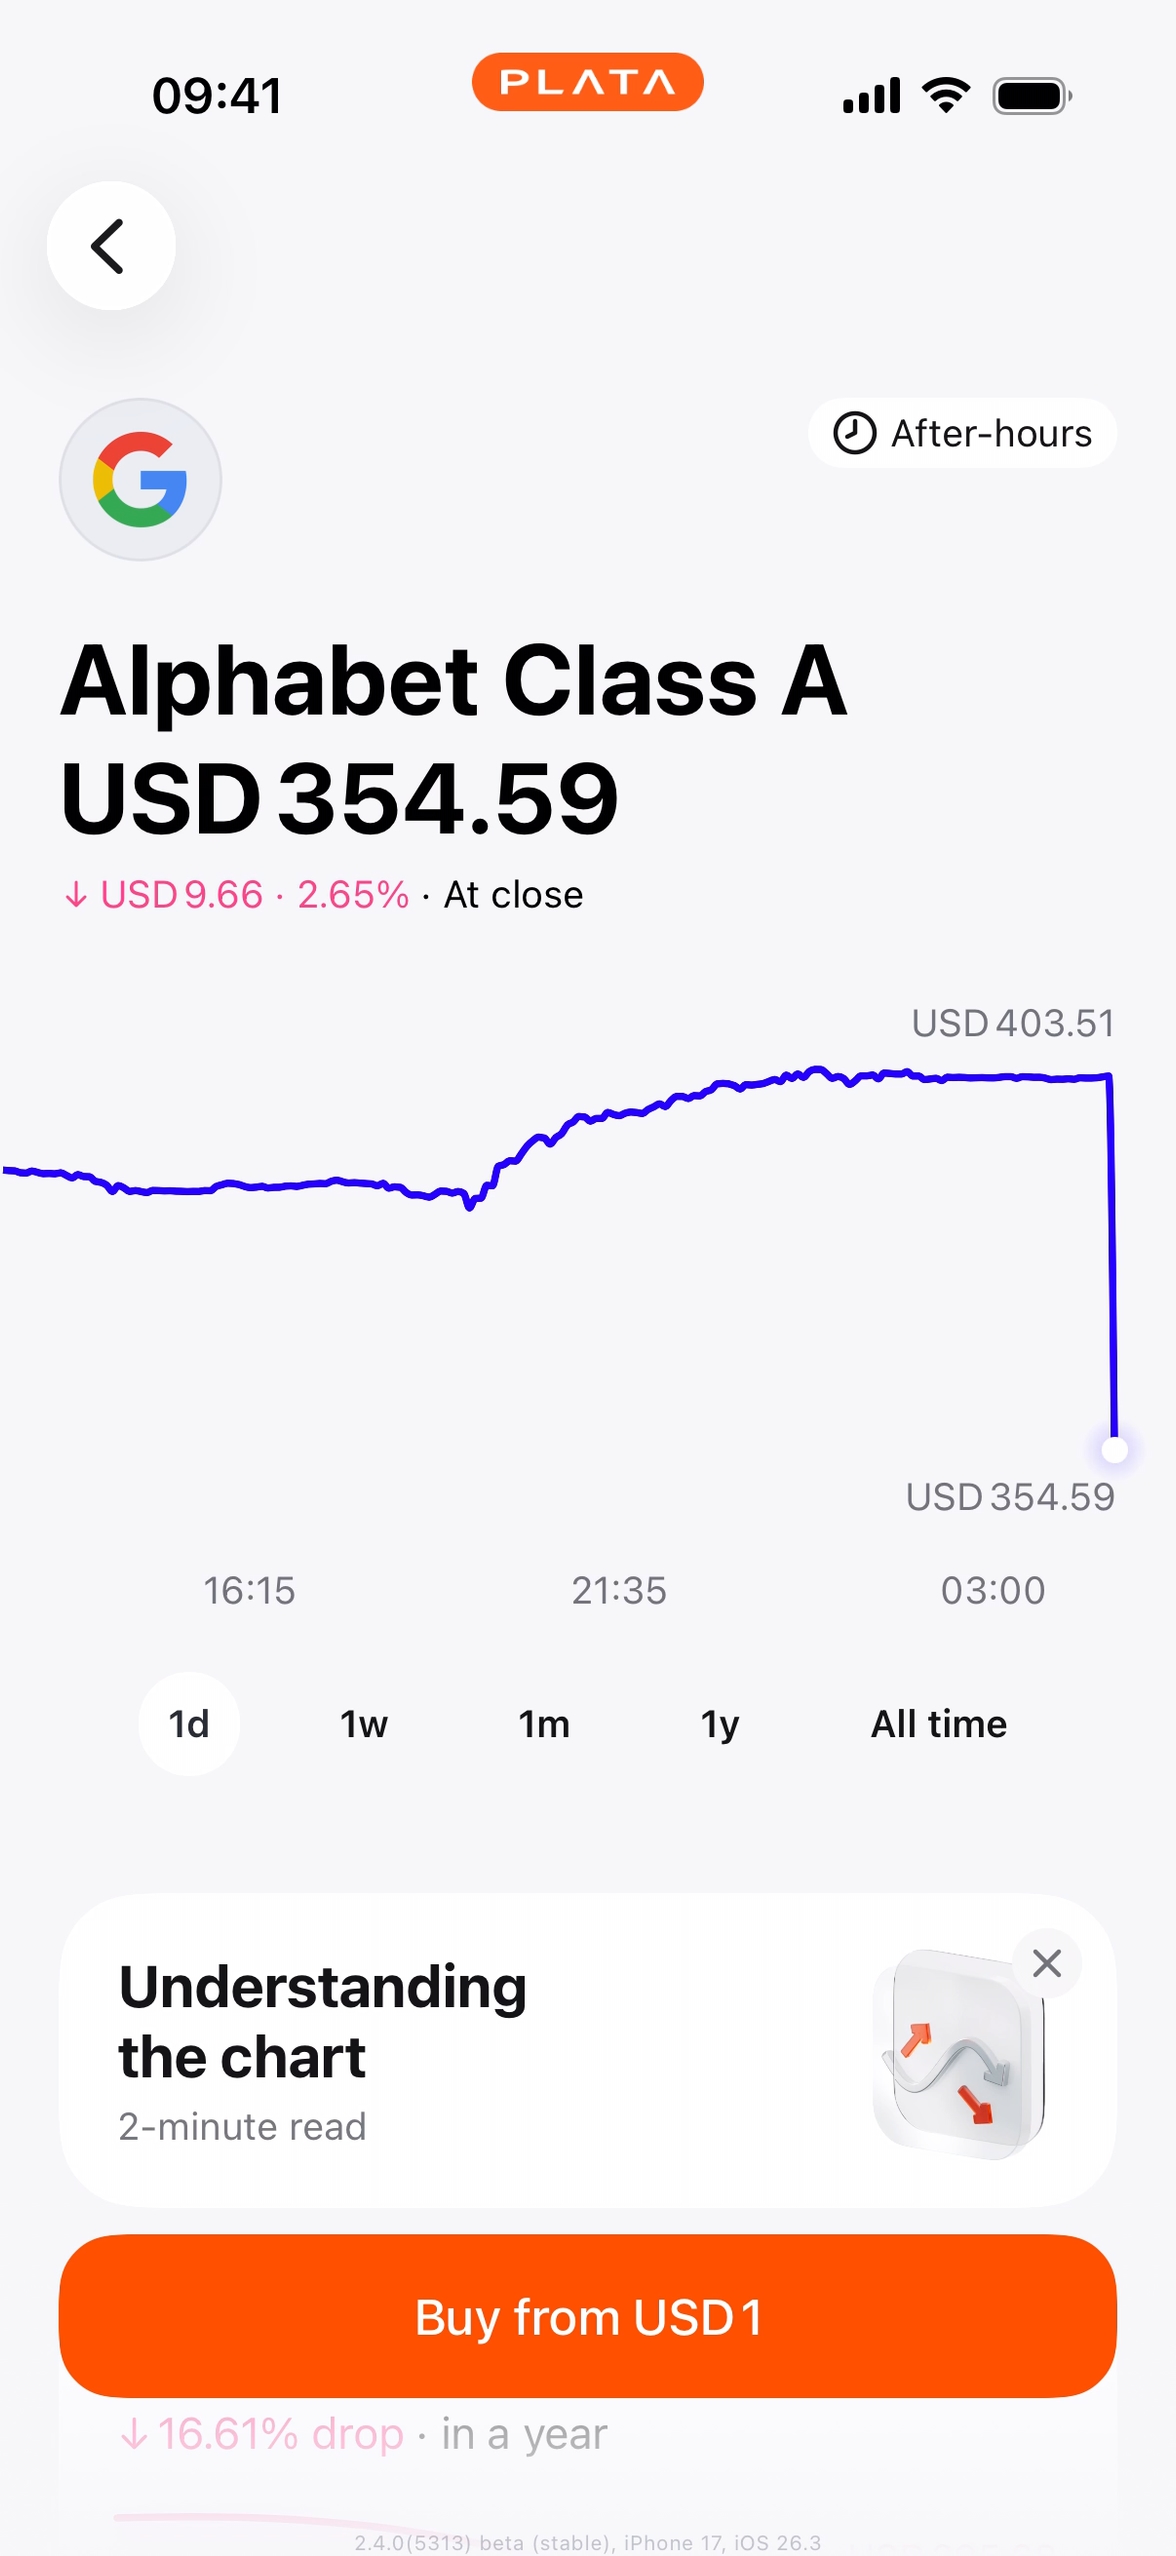 09:41
PLATA
After-hours
Alphabet Class A
USD 354.59
↓ USD 9.66 · 2.65% · At close
USD 403.51
USD 354.59
16:15 21:35 03:00
1d 1w 1m 1y All time
Understanding
the chart
2-minute read
Buy from USD 1
↓ 16.61% drop · in a year
2.4.0(5313) beta (stable), iPhone 17, iOS 26.3